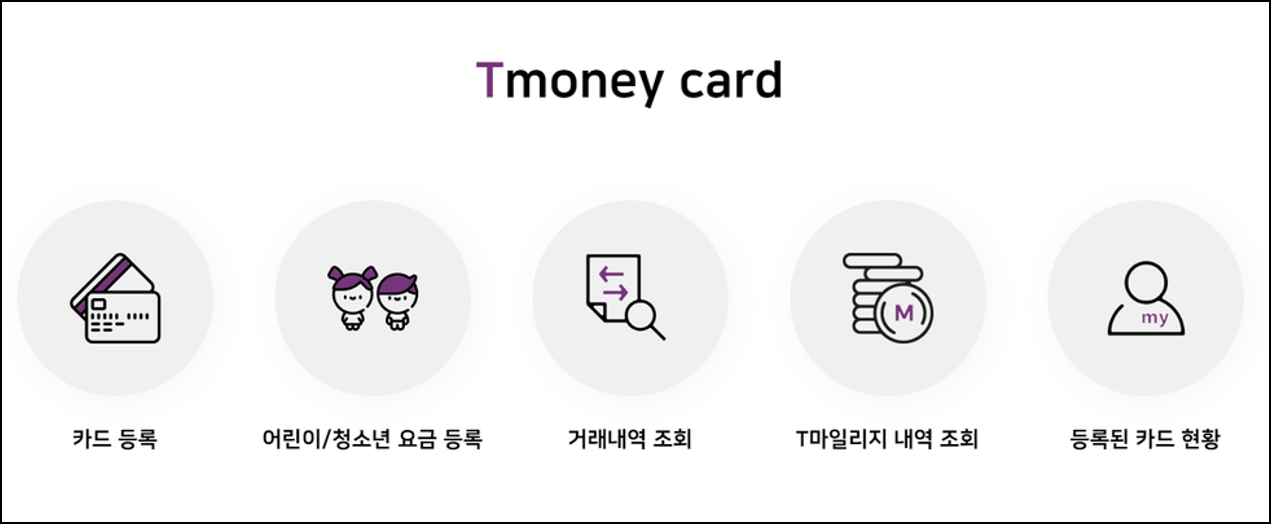 Tmoney card
M
my
카드 등록
어린이/청소년 요금 등록
거래내역 조회
T마일리지 내역 조회
등록된 카드 현황